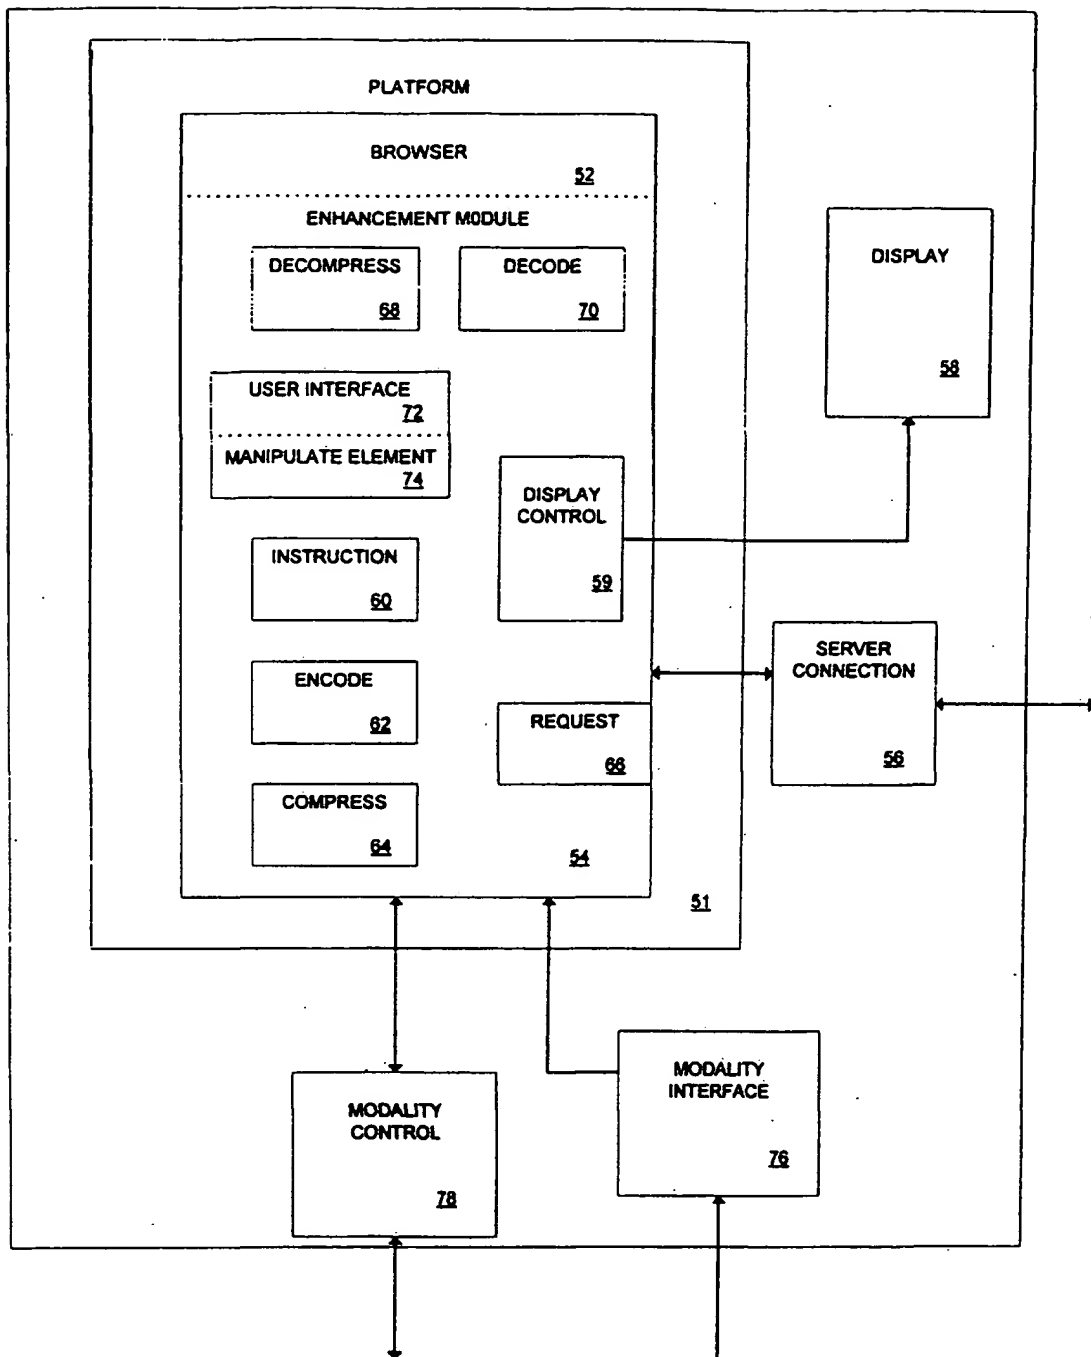 PLATFORM
BROWSER
52
ENHANCEMENT MODULE
DECOMPRESS
68
DECODE
70
DISPLAY
58
USER INTERFACE
72
MANIPULATE ELEMENT
74
DISPLAY
CONTROL
59
INSTRUCTION
60
SERVER
CONNECTION
56
ENCODE
62
REQUEST
66
COMPRESS
64
54
51
MODALITY
CONTROL
78
MODALITY
INTERFACE
76